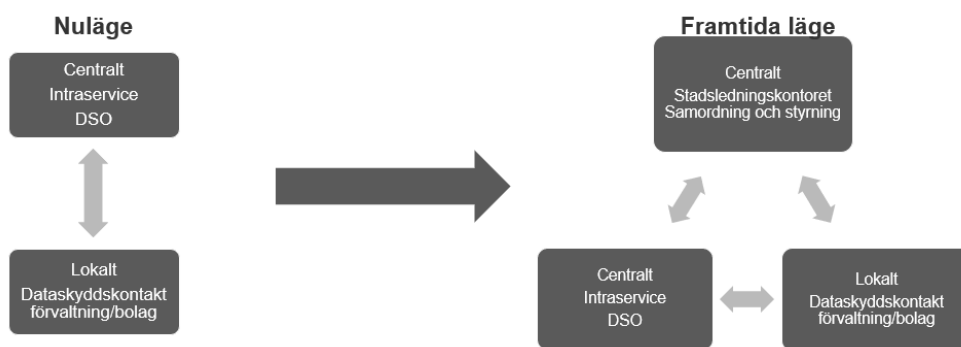 Nuläge
Centralt
Intraservice
DSO
Lokalt
Dataskyddskontakt
förvaltning/bolag
Framtida läge
Centralt
Stadsledningskontoret
Samordning och styrning
Centralt
Intraservice
DSO
Lokalt
Dataskyddskontakt
förvaltning/bolag